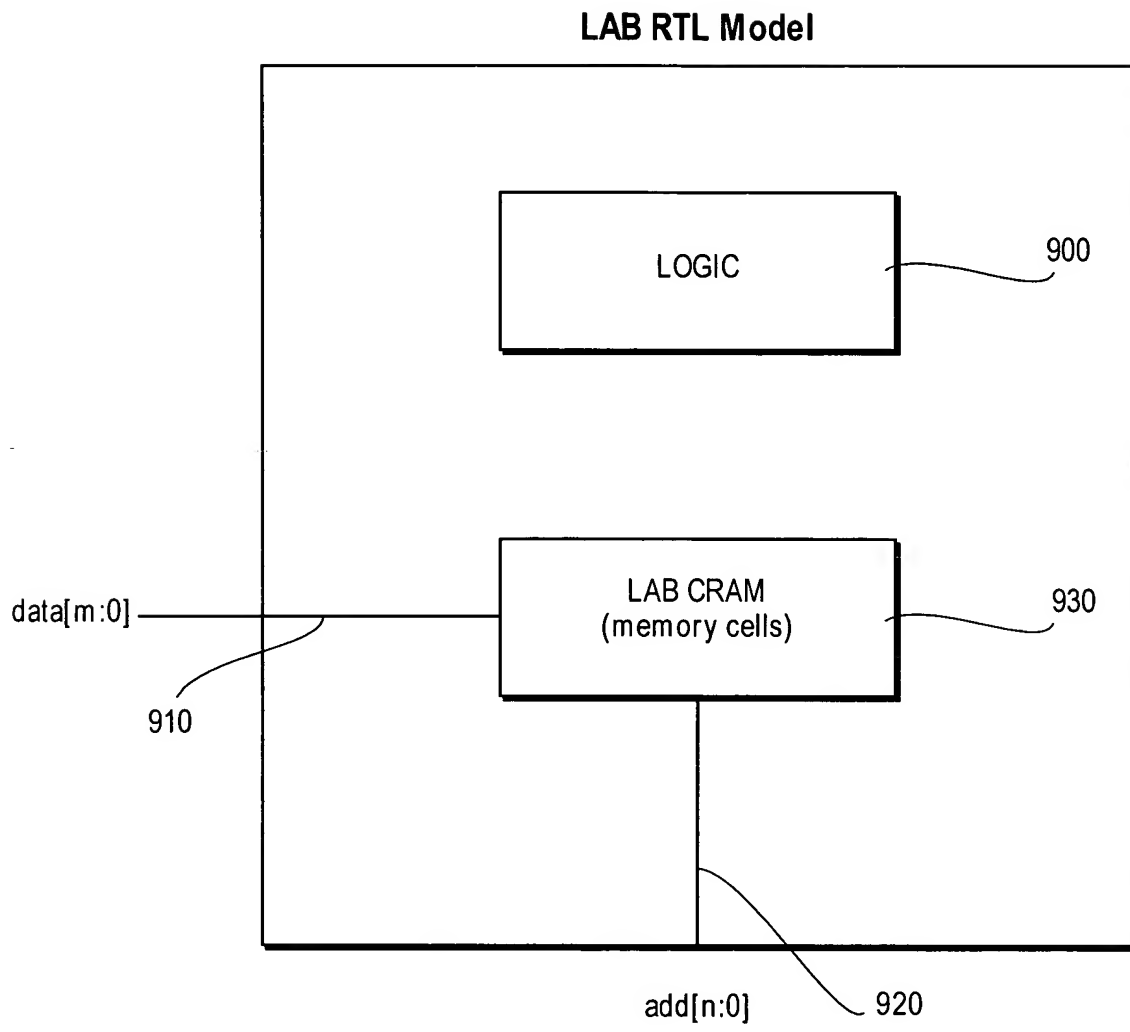 LAB RTL Model
LOGIC
900
data[m:0]
LAB CRAM
(memory cells)
930
910
add[n:0]
920